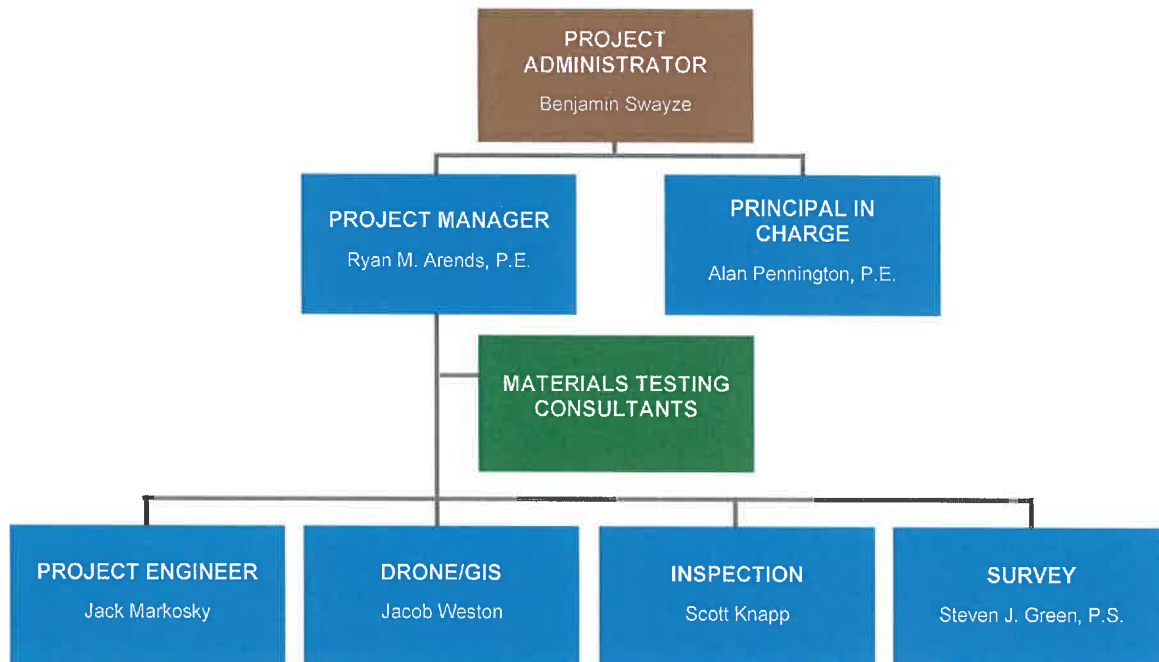 PROJECT
ADMINISTRATOR
Benjamin Swayze
PROJECT MANAGER
Ryan M. Arends, P.E.
PRINCIPAL IN
CHARGE
Alan Pennington, P.E.
MATERIALS TESTING
CONSULTANTS
PROJECT ENGINEER
Jack Markosky
DRONE/GIS
Jacob Weston
INSPECTION
Scott Knapp
SURVEY
Steven J. Green, P.S.